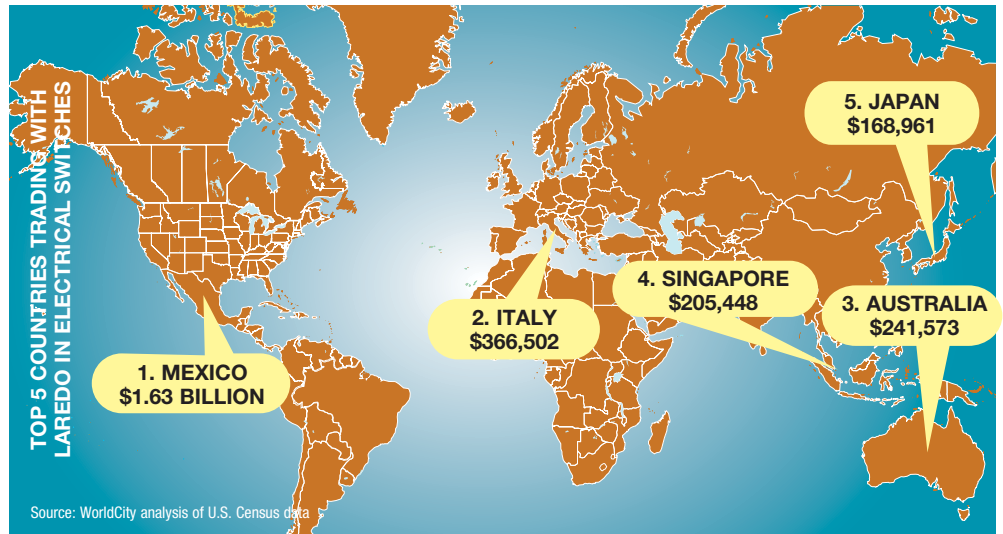 TOP 5 COUNTRIES TRADING WITH
LAREDO IN ELECTRICAL SWITCHES
1. MEXICO
$1.63 BILLION
2. ITALY
$366,502
3. AUSTRALIA
$241,573
4. SINGAPORE
$205,448
5. JAPAN
$168,961
Source: WorldCity analysis of U.S. Census data